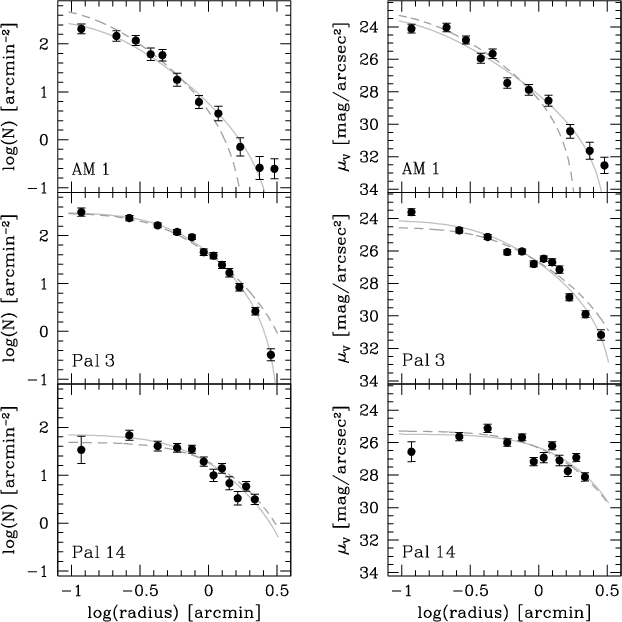 2
1
0
−1
log(N) [arcmin⁻²]
AM 1
24
26
28
30
32
34
μV [mag/arcsec²]
AM 1
2
1
0
−1
log(N) [arcmin⁻²]
Pal 3
24
26
28
30
32
34
μV [mag/arcsec²]
Pal 3
2
1
0
−1
log(N) [arcmin⁻²]
Pal 14
−1 −0.5 0 0.5
log(radius) [arcmin]
24
26
28
30
32
34
μV [mag/arcsec²]
Pal 14
−1 −0.5 0 0.5
log(radius) [arcmin]